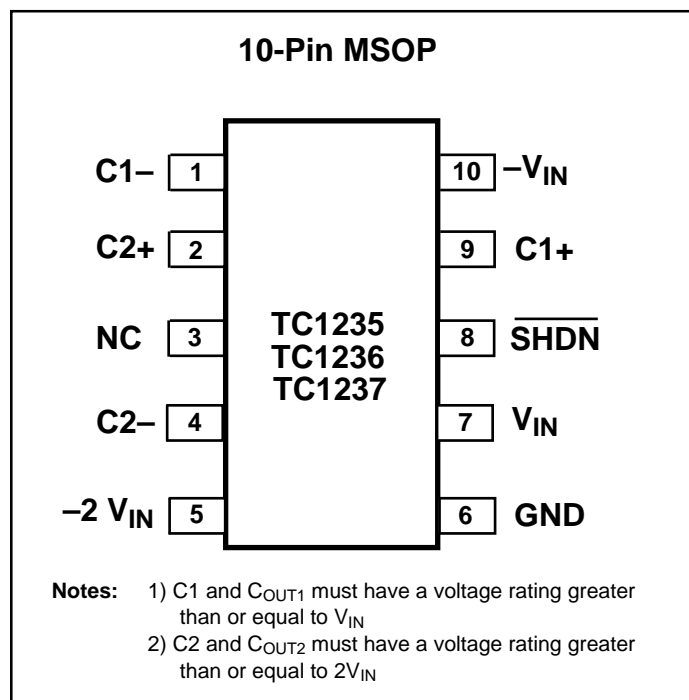 10-Pin MSOP
C1– 1 10 –VIN
C2+ 2 9 C1+
NC 3 8 SHDN
C2– 4 7 VIN
–2 VIN 5 6 GND
TC1235
TC1236
TC1237
Notes: 1) C1 and COUT1 must have a voltage rating greater
than or equal to VIN
2) C2 and COUT2 must have a voltage rating greater
than or equal to 2VIN